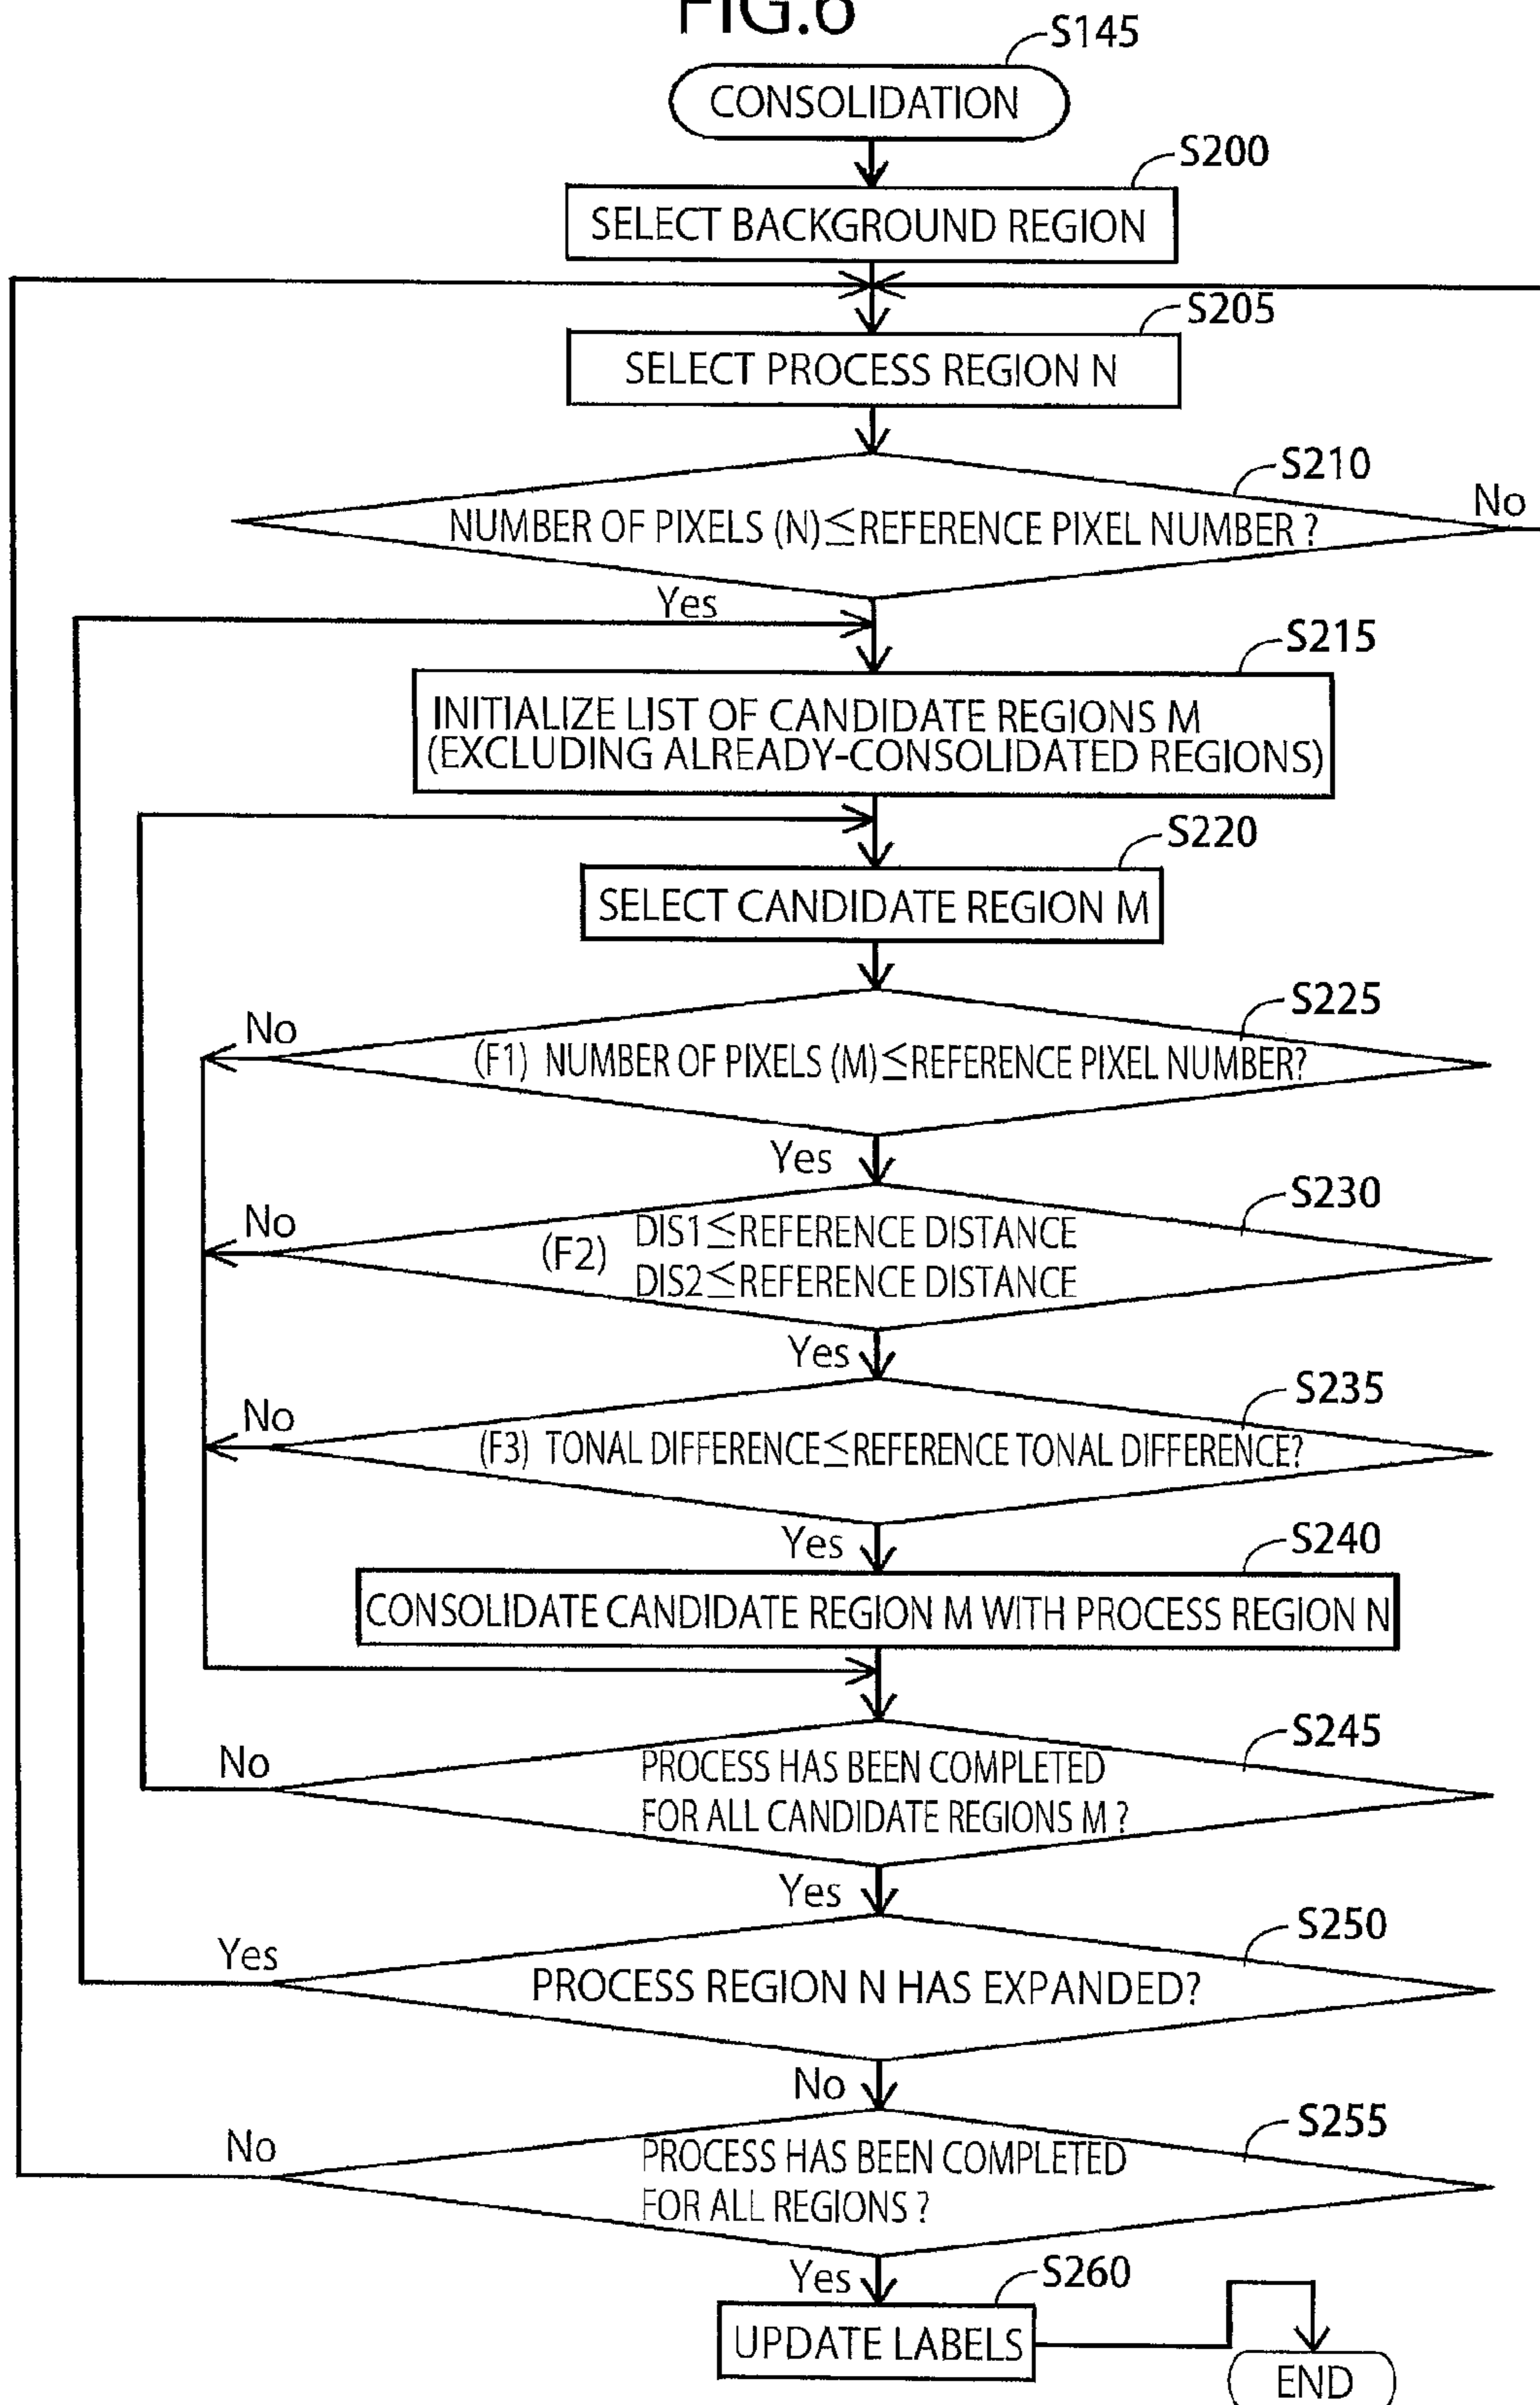 FIG.6
S145
CONSOLIDATION
S200
SELECT BACKGROUND REGION
S205
SELECT PROCESS REGION N
S210
No
NUMBER OF PIXELS (N)≦REFERENCE PIXEL NUMBER ?
Yes
S215
INITIALIZE LIST OF CANDIDATE REGIONS M
(EXCLUDING ALREADY-CONSOLIDATED REGIONS)
S220
SELECT CANDIDATE REGION M
S225
No
(F1) NUMBER OF PIXELS (M)≦REFERENCE PIXEL NUMBER?
Yes
S230
No
(F2)
DIS1≦REFERENCE DISTANCE
DIS2≦REFERENCE DISTANCE
Yes
S235
No
(F3) TONAL DIFFERENCE≦REFERENCE TONAL DIFFERENCE?
Yes
S240
CONSOLIDATE CANDIDATE REGION M WITH PROCESS REGION N
S245
No
PROCESS HAS BEEN COMPLETED
FOR ALL CANDIDATE REGIONS M ?
Yes
S250
Yes
PROCESS REGION N HAS EXPANDED?
No
S255
No
PROCESS HAS BEEN COMPLETED
FOR ALL REGIONS ?
Yes
S260
UPDATE LABELS
END